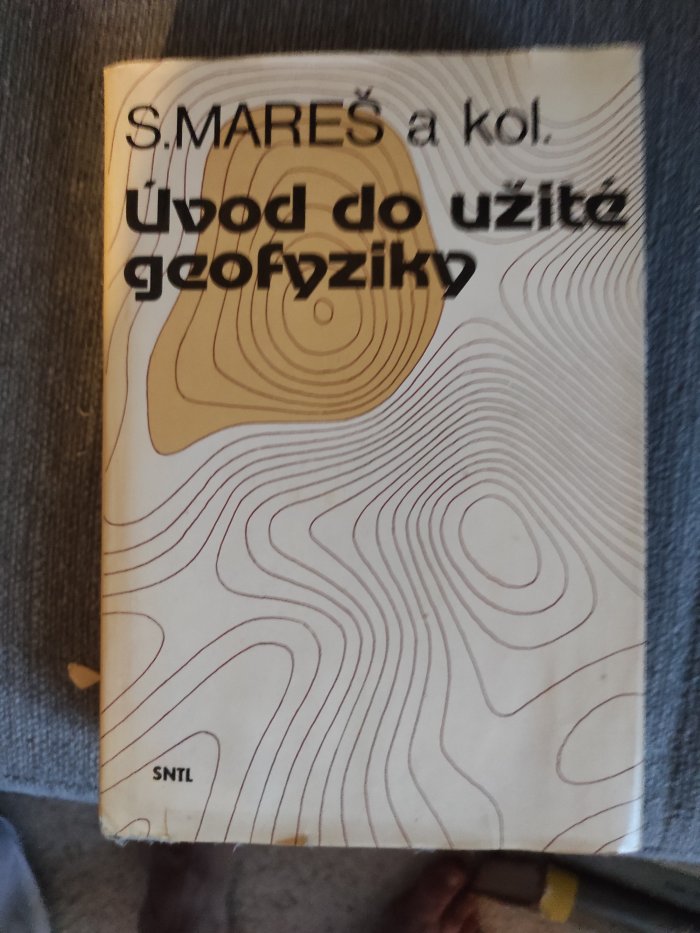 S.MAREŠ a kol.
Úvod do užité
geofyziky
SNTL